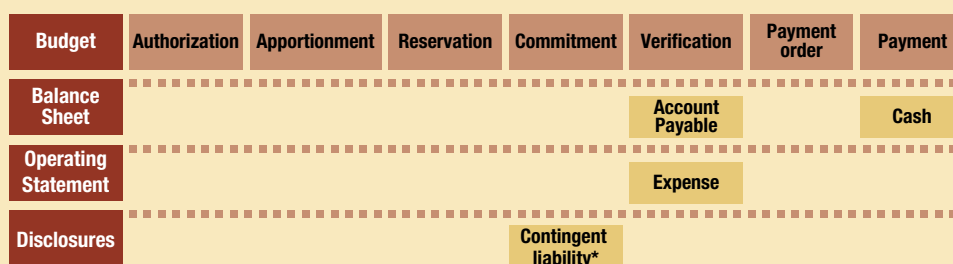 Budget Authorization Apportionment Reservation Commitment Verification Payment order Payment
Balance Sheet Account Payable Cash
Operating Statement Expense
Disclosures Contingent liability*